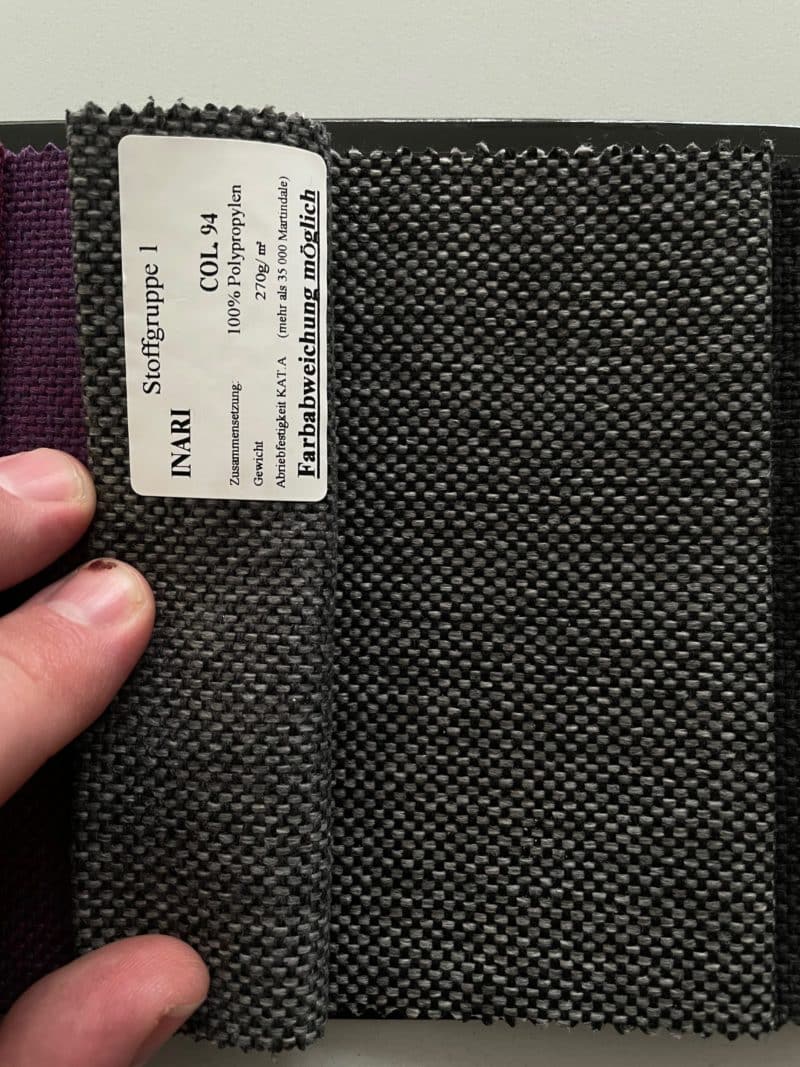 Stoffgruppe 1
INARI COL. 94
Zusammensetzung: 100% Polypropylen
Gewicht 270g/ m²
Abriebfestigkeit KAT.A (mehr als 35 000 Martindale)
Farbabweichung möglich